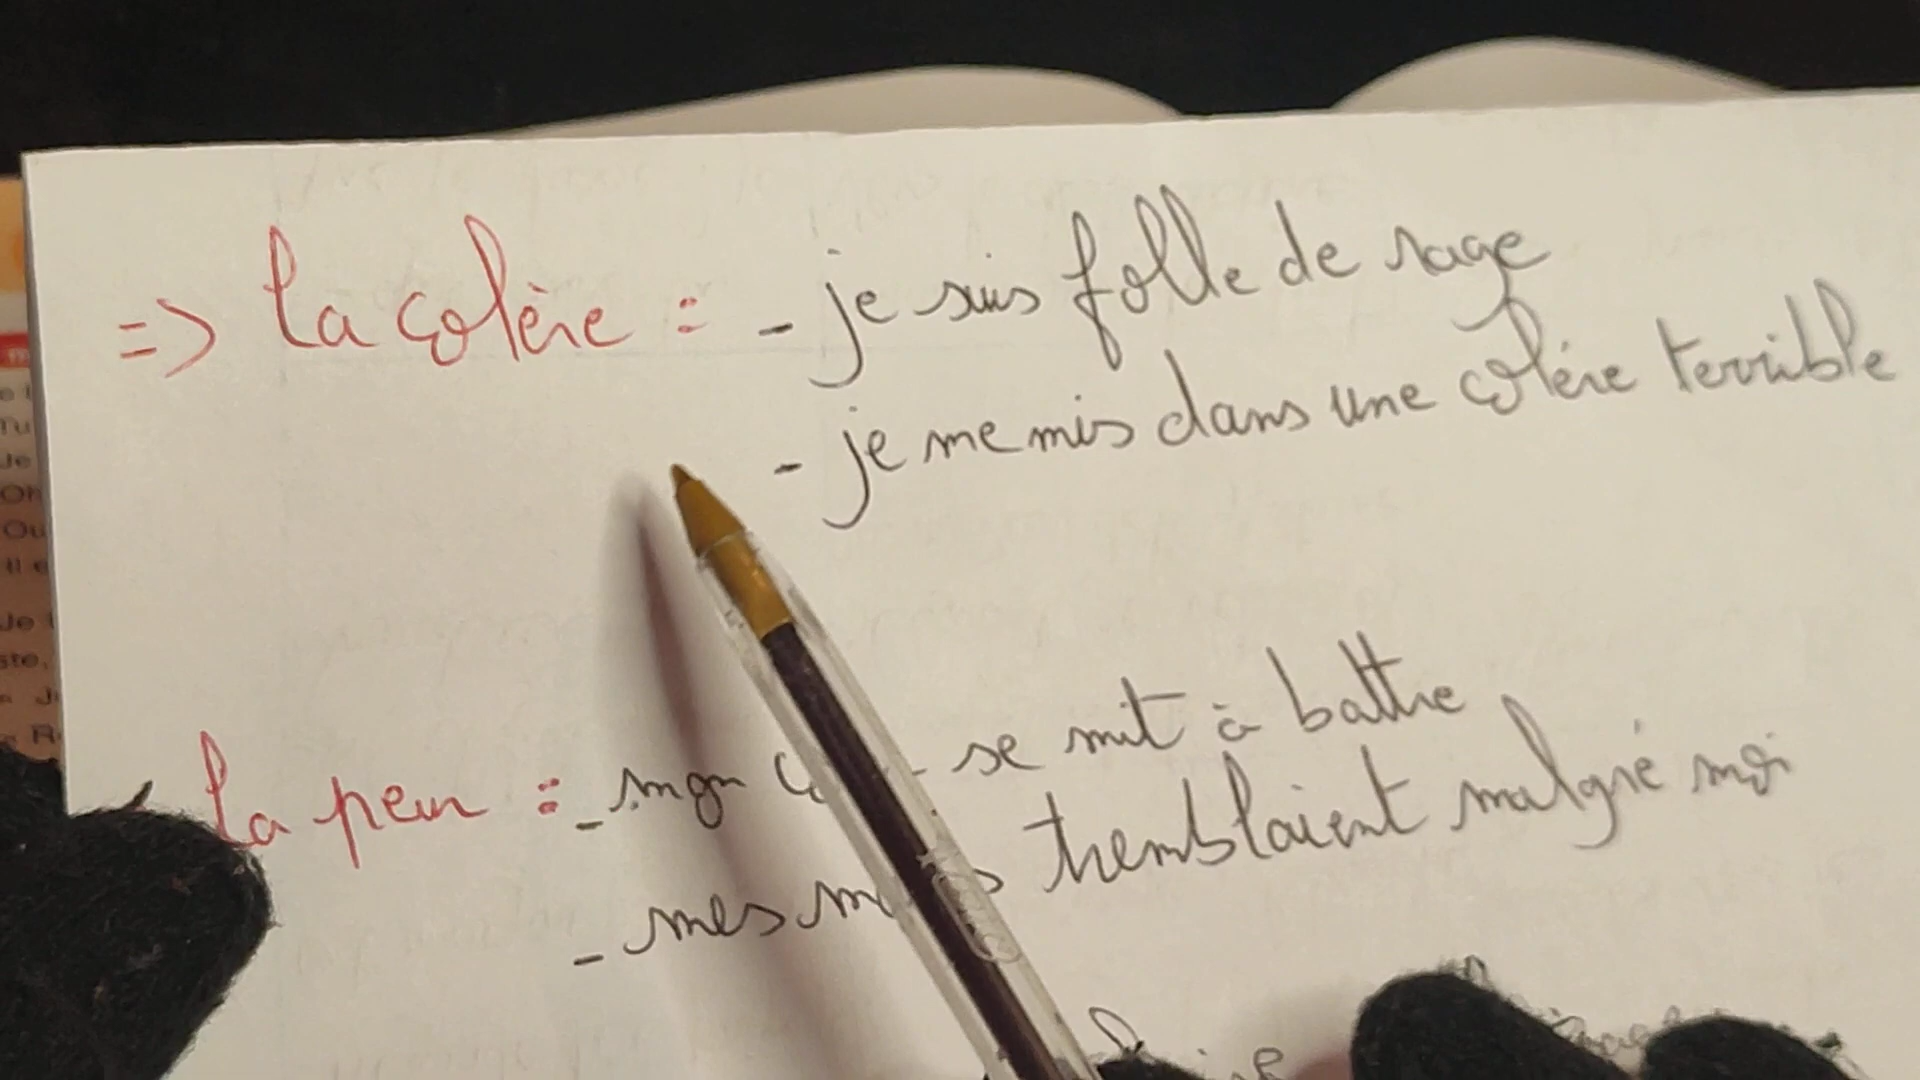 => la colère : - je suis folle de rage
- je me mis dans une colère terrible
la peur : - mon se mit à battre
- mes tremblaient malgré moi